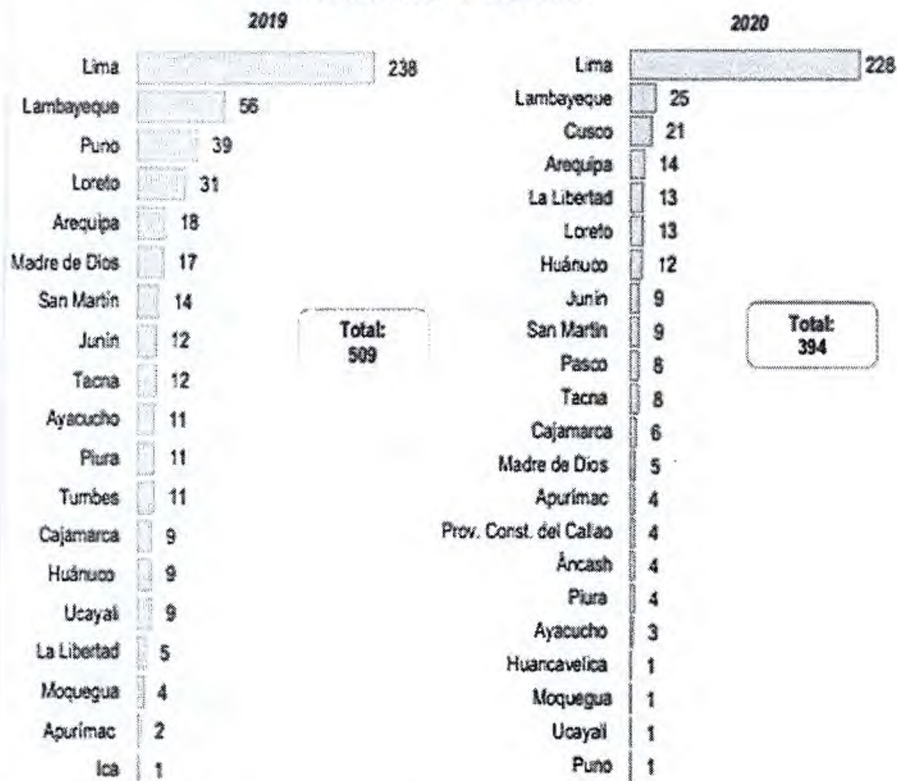 2019
Lima 238
Lambayeque 56
Puno 39
Loreto 31
Arequipa 18
Madre de Dios 17
San Martín 14
Junín 12
Tacna 12
Ayacucho 11
Piura 11
Tumbes 11
Cajamarca 9
Huánuco 9
Ucayali 9
La Libertad 5
Moquegua 4
Apurímac 2
Ica 1
Total:
509
2020
Lima 228
Lambayeque 25
Cusco 21
Arequipa 14
La Libertad 13
Loreto 13
Huánuco 12
Junín 9
San Martín 9
Pasco 8
Tacna 8
Cajamarca 6
Madre de Dios 5
Apurímac 4
Prov. Const. del Callao 4
Áncash 4
Piura 4
Ayacucho 3
Huancavelica 1
Moquegua 1
Ucayali 1
Puno 1
Total:
394